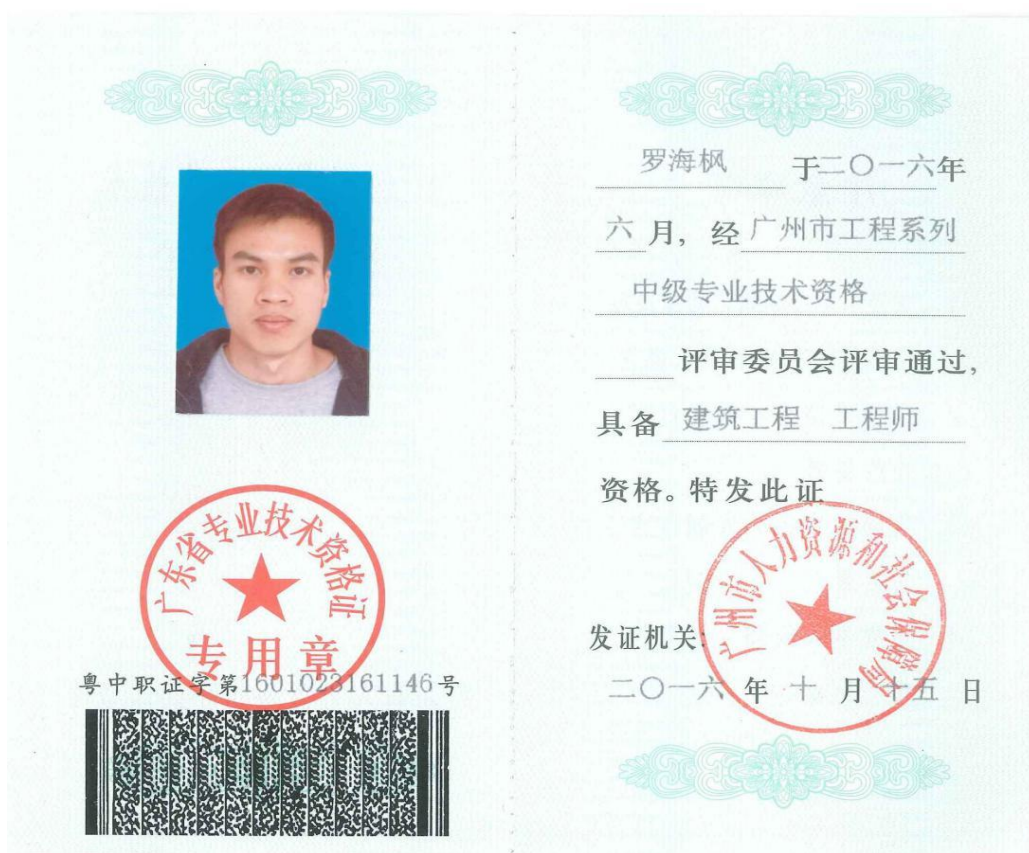 广东省专业技术资格证
专用章
粤中职证字第1601023161146号
罗海枫 于二〇一六年
六月，经广州市工程系列
中级专业技术资格
评审委员会评审通过，
具备 建筑工程 工程师
资格。特发此证
广州市人力资源和社会保障局
发证机关:
二〇一六年十月十五日